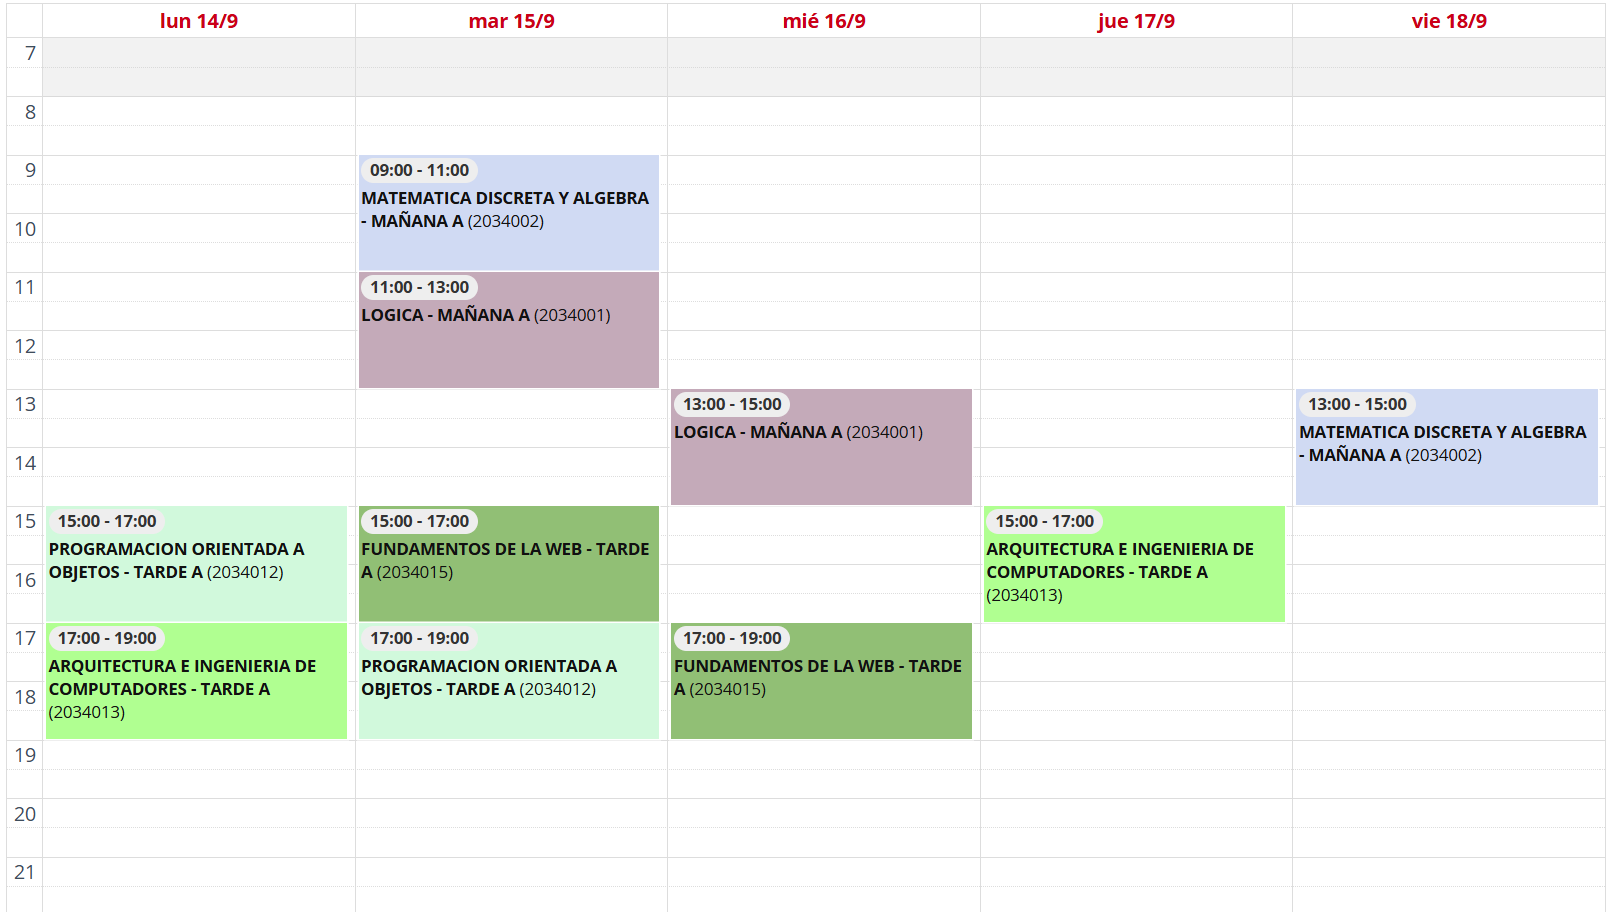 lun 14/9
mar 15/9
mié 16/9
jue 17/9
vie 18/9
7
8
9
09:00 - 11:00
MATEMATICA DISCRETA Y ALGEBRA
- MAÑANA A (2034002)
10
11
11:00 - 13:00
LOGICA - MAÑANA A (2034001)
12
13
13:00 - 15:00
LOGICA - MAÑANA A (2034001)
13:00 - 15:00
MATEMATICA DISCRETA Y ALGEBRA
- MAÑANA A (2034002)
14
15
15:00 - 17:00
PROGRAMACION ORIENTADA A
OBJETOS - TARDE A (2034012)
15:00 - 17:00
FUNDAMENTOS DE LA WEB - TARDE
A (2034015)
15:00 - 17:00
ARQUITECTURA E INGENIERIA DE
COMPUTADORES - TARDE A
(2034013)
16
17
17:00 - 19:00
ARQUITECTURA E INGENIERIA DE
COMPUTADORES - TARDE A
(2034013)
17:00 - 19:00
PROGRAMACION ORIENTADA A
OBJETOS - TARDE A (2034012)
17:00 - 19:00
FUNDAMENTOS DE LA WEB - TARDE
A (2034015)
18
19
20
21